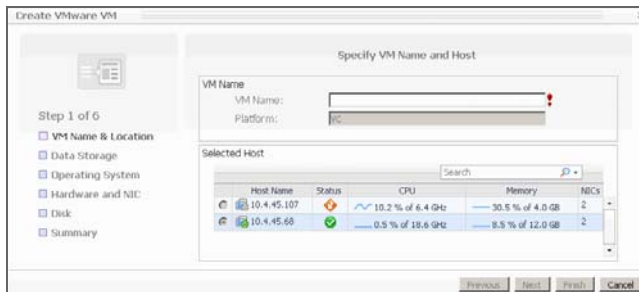 Create VMware VM
Specify VM Name and Host
Step 1 of 6
VM Name & Location
Data Storage
Operating System
Hardware and NIC
Disk
Summary
VM Name
VM Name:
Platform:
VC
Selected Host
Search
Host Name Status CPU Memory NICs
10.4.45.107 10.2 % of 6.4 GHz 30.5 % of 4.0 GB 2
10.4.45.68 0.5 % of 18.6 GHz 8.5 % of 12.0 GB 2
Previous Next Finish Cancel